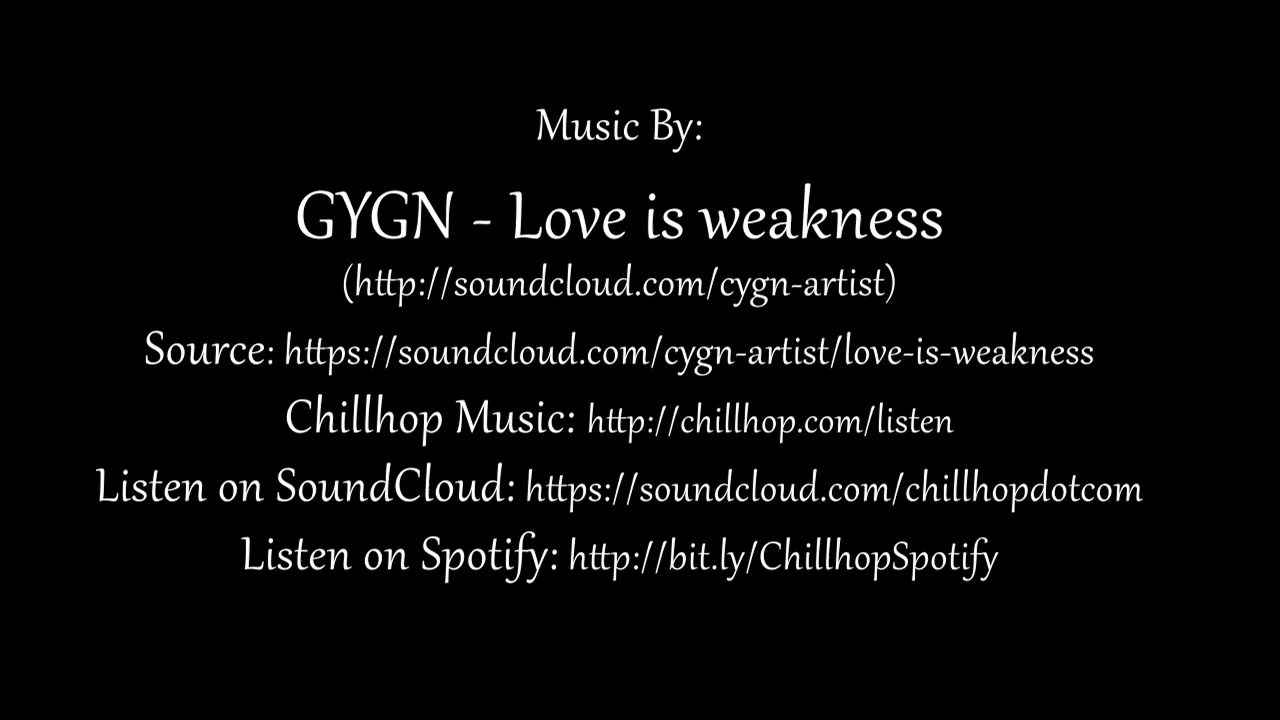 Music By:
GYGN - Love is weakness
(http://soundcloud.com/cygn-artist)
Source: https://soundcloud.com/cygn-artist/love-is-weakness
Chillhop Music: http://chillhop.com/listen
Listen on SoundCloud: https://soundcloud.com/chillhopdotcom
Listen on Spotify: http://bit.ly/ChillhopSpotify